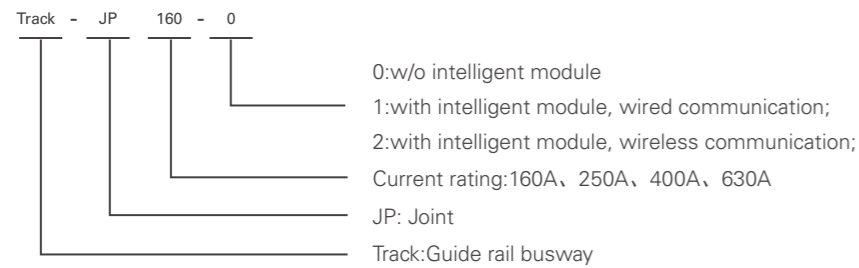 Track - JP 160 - 0
0:w/o intelligent module
1:with intelligent module, wired communication;
2:with intelligent module, wireless communication;
Current rating:160A、250A、400A、630A
JP: Joint
Track:Guide rail busway